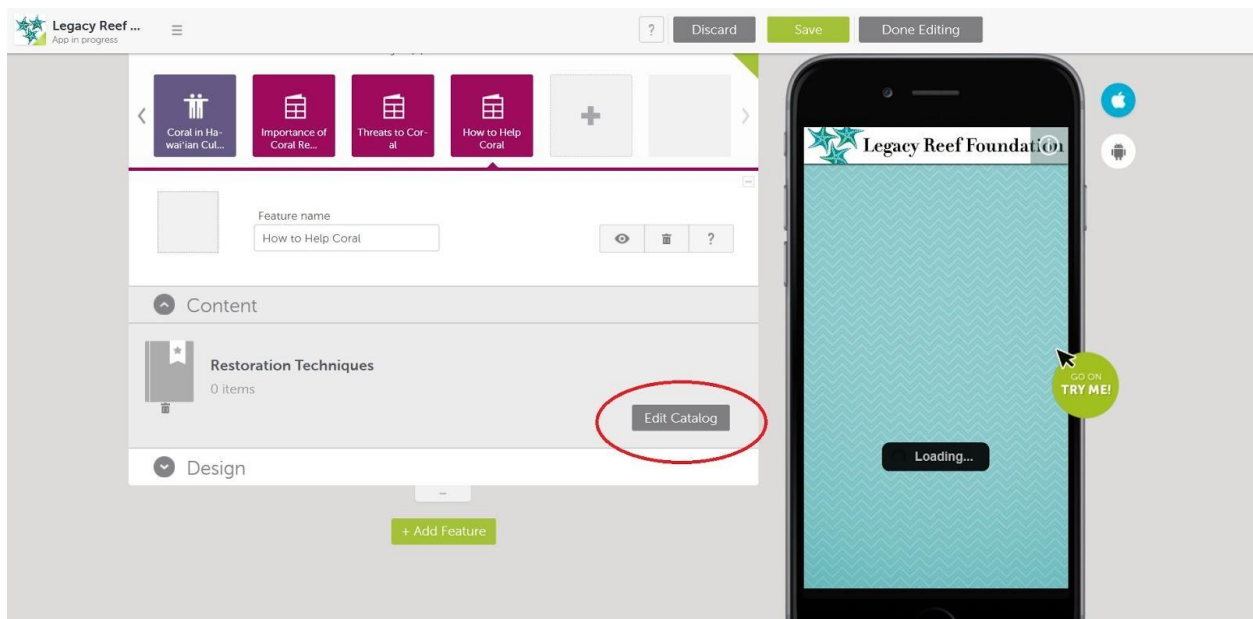 Legacy Reef ...
App in progress
?
Discard
Save
Done Editing
Coral in Ha-
wai'ian Cul...
Importance of
Coral Re...
Threats to Cor-
al
How to Help
Coral
Feature name
How to Help Coral
?
Content
Restoration Techniques
0 items
Edit Catalog
Design
+ Add Feature
Legacy Reef Foundation
GO ON
TRY ME!
Loading...